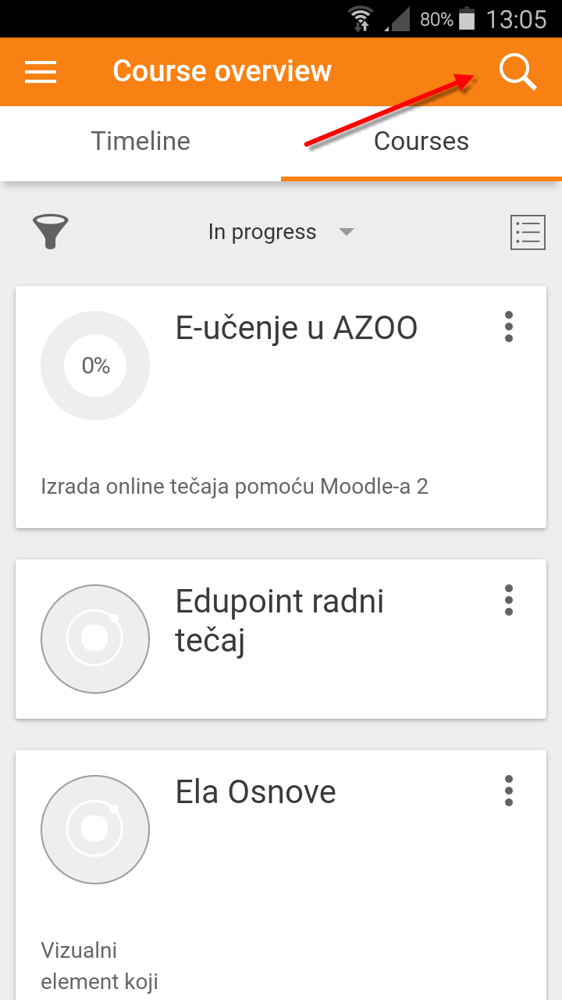 80% 13:05
Course overview
Timeline Courses
In progress
E-učenje u AZOO
0%
Izrada online tečaja pomoću Moodle-a 2
Edupoint radni
tečaj
Ela Osnove
Vizualni
element koji